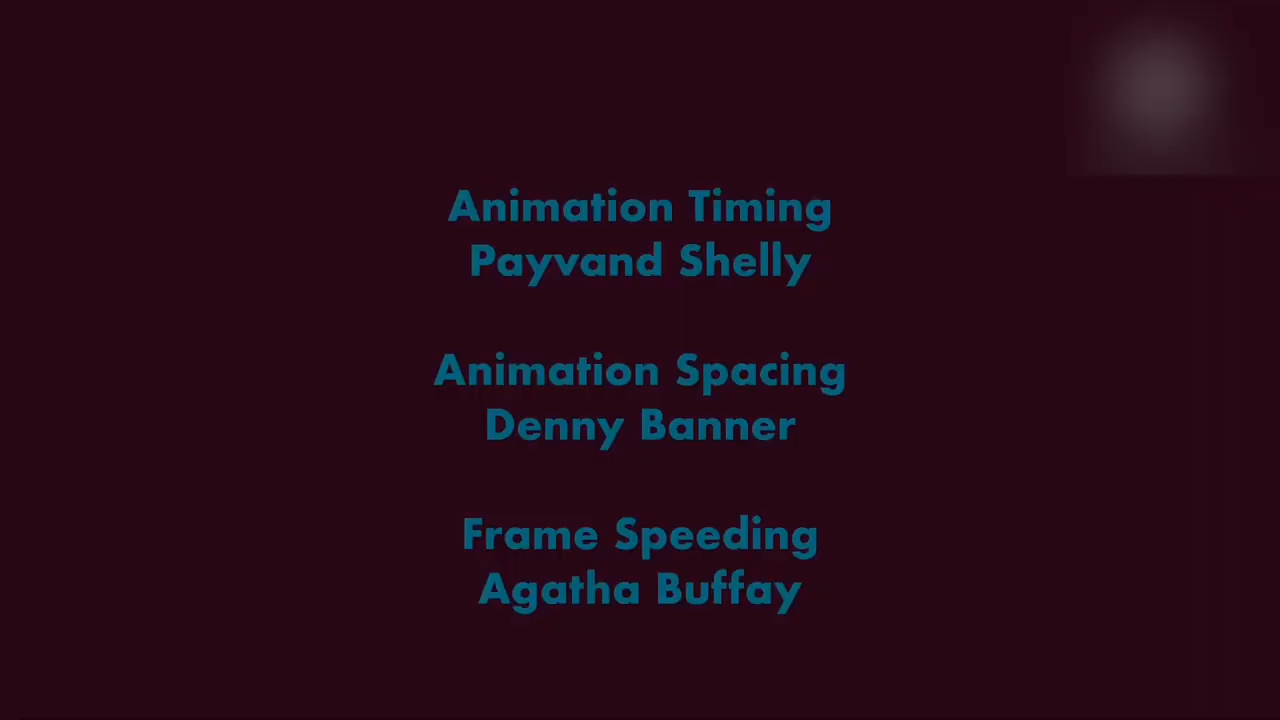 Animation Timing
Payvand Shelly
Animation Spacing
Denny Banner
Frame Speeding
Agatha Buffay